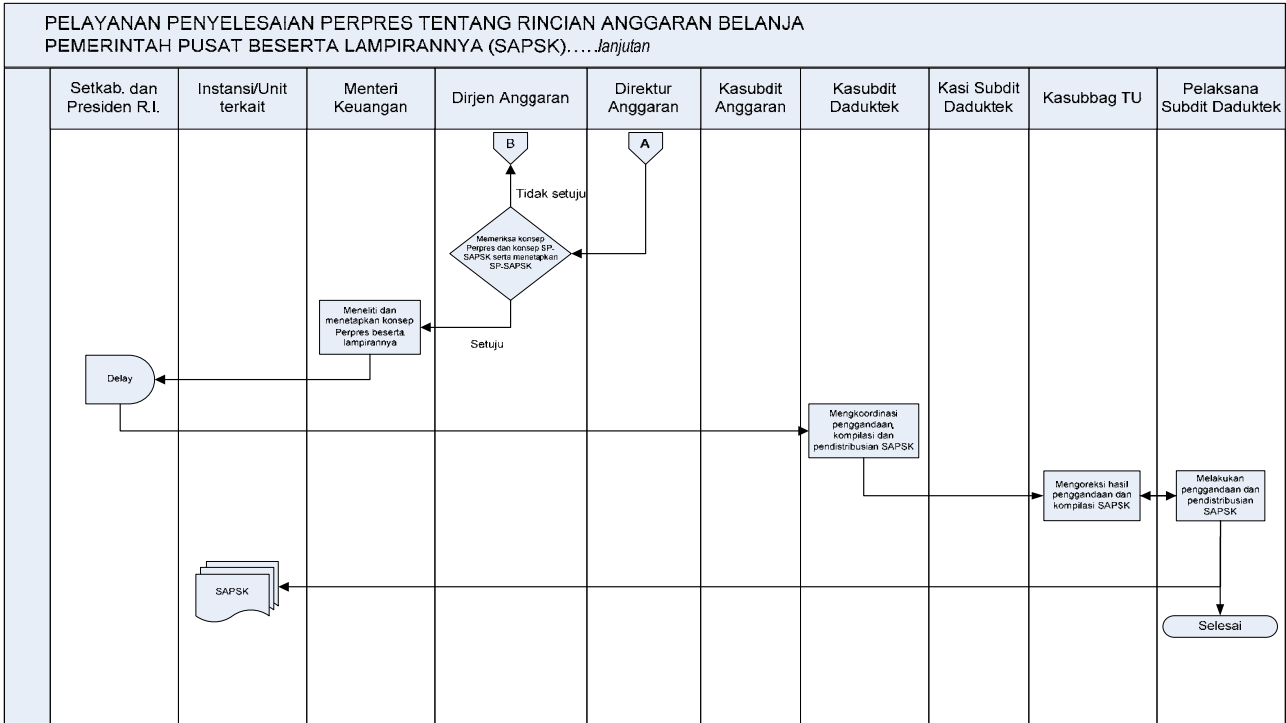 PELAYANAN PENYELESAIAN PERPRES TENTANG RINCIAN ANGGARAN BELANJA
PEMERINTAH PUSAT BESERTA LAMPIRANNYA (SAPSK).....lanjutan
Setkab. dan
Presiden R.I.
Instansi/Unit
terkait
Menteri
Keuangan
Dirjen Anggaran
Direktur
Anggaran
Kasubdit
Anggaran
Kasubdit
Daduktek
Kasi Subdit
Daduktek
Kasubbag TU
Pelaksana
Subdit Daduktek
B
A
Tidak setuju
Memeriksa konsep
Perpres dan konsep SP-
SAPSK serta menetapkan
SP-SAPSK
Meneliti dan
menetapkan konsep
Perpres beserta
lampirannya
Setuju
Delay
Mengkoordinasi
penggandaan,
kompilasi dan
pendistribusian SAPSK
Mengoreksi hasil
penggandaan dan
kompilasi SAPSK
Melakukan
penggandaan dan
pendistribusian
SAPSK
SAPSK
Selesai